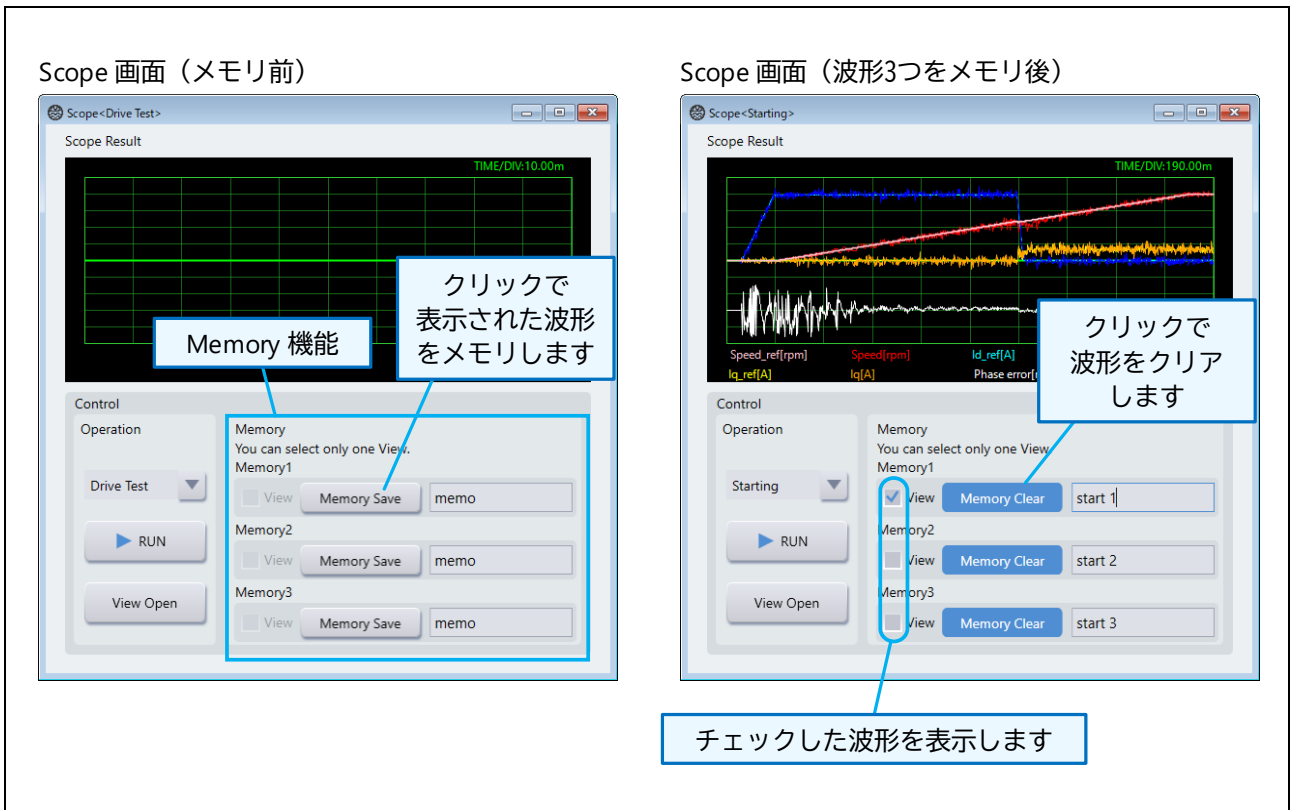 Scope 画面（メモリ前）
Scope<Drive Test>
Scope Result
TIME/DIV:10.00m
クリックで
表示された波形
をメモリします
Memory 機能
Control
Operation
Drive Test
RUN
View Open
Memory
You can select only one View.
Memory1
View Memory Save memo
Memory2
View Memory Save memo
Memory3
View Memory Save memo
Scope 画面（波形3つをメモリ後）
Scope<Starting>
Scope Result
TIME/DIV:190.00m
Speed_ref[rpm] Speed[rpm] Id_ref[A]
Iq_ref[A] Iq[A] Phase error[
クリックで
波形をクリア
します
Control
Operation
Starting
RUN
View Open
Memory
You can select only one View
Memory1
View Memory Clear start 1
Memory2
View Memory Clear start 2
Memory3
View Memory Clear start 3
チェックした波形を表示します